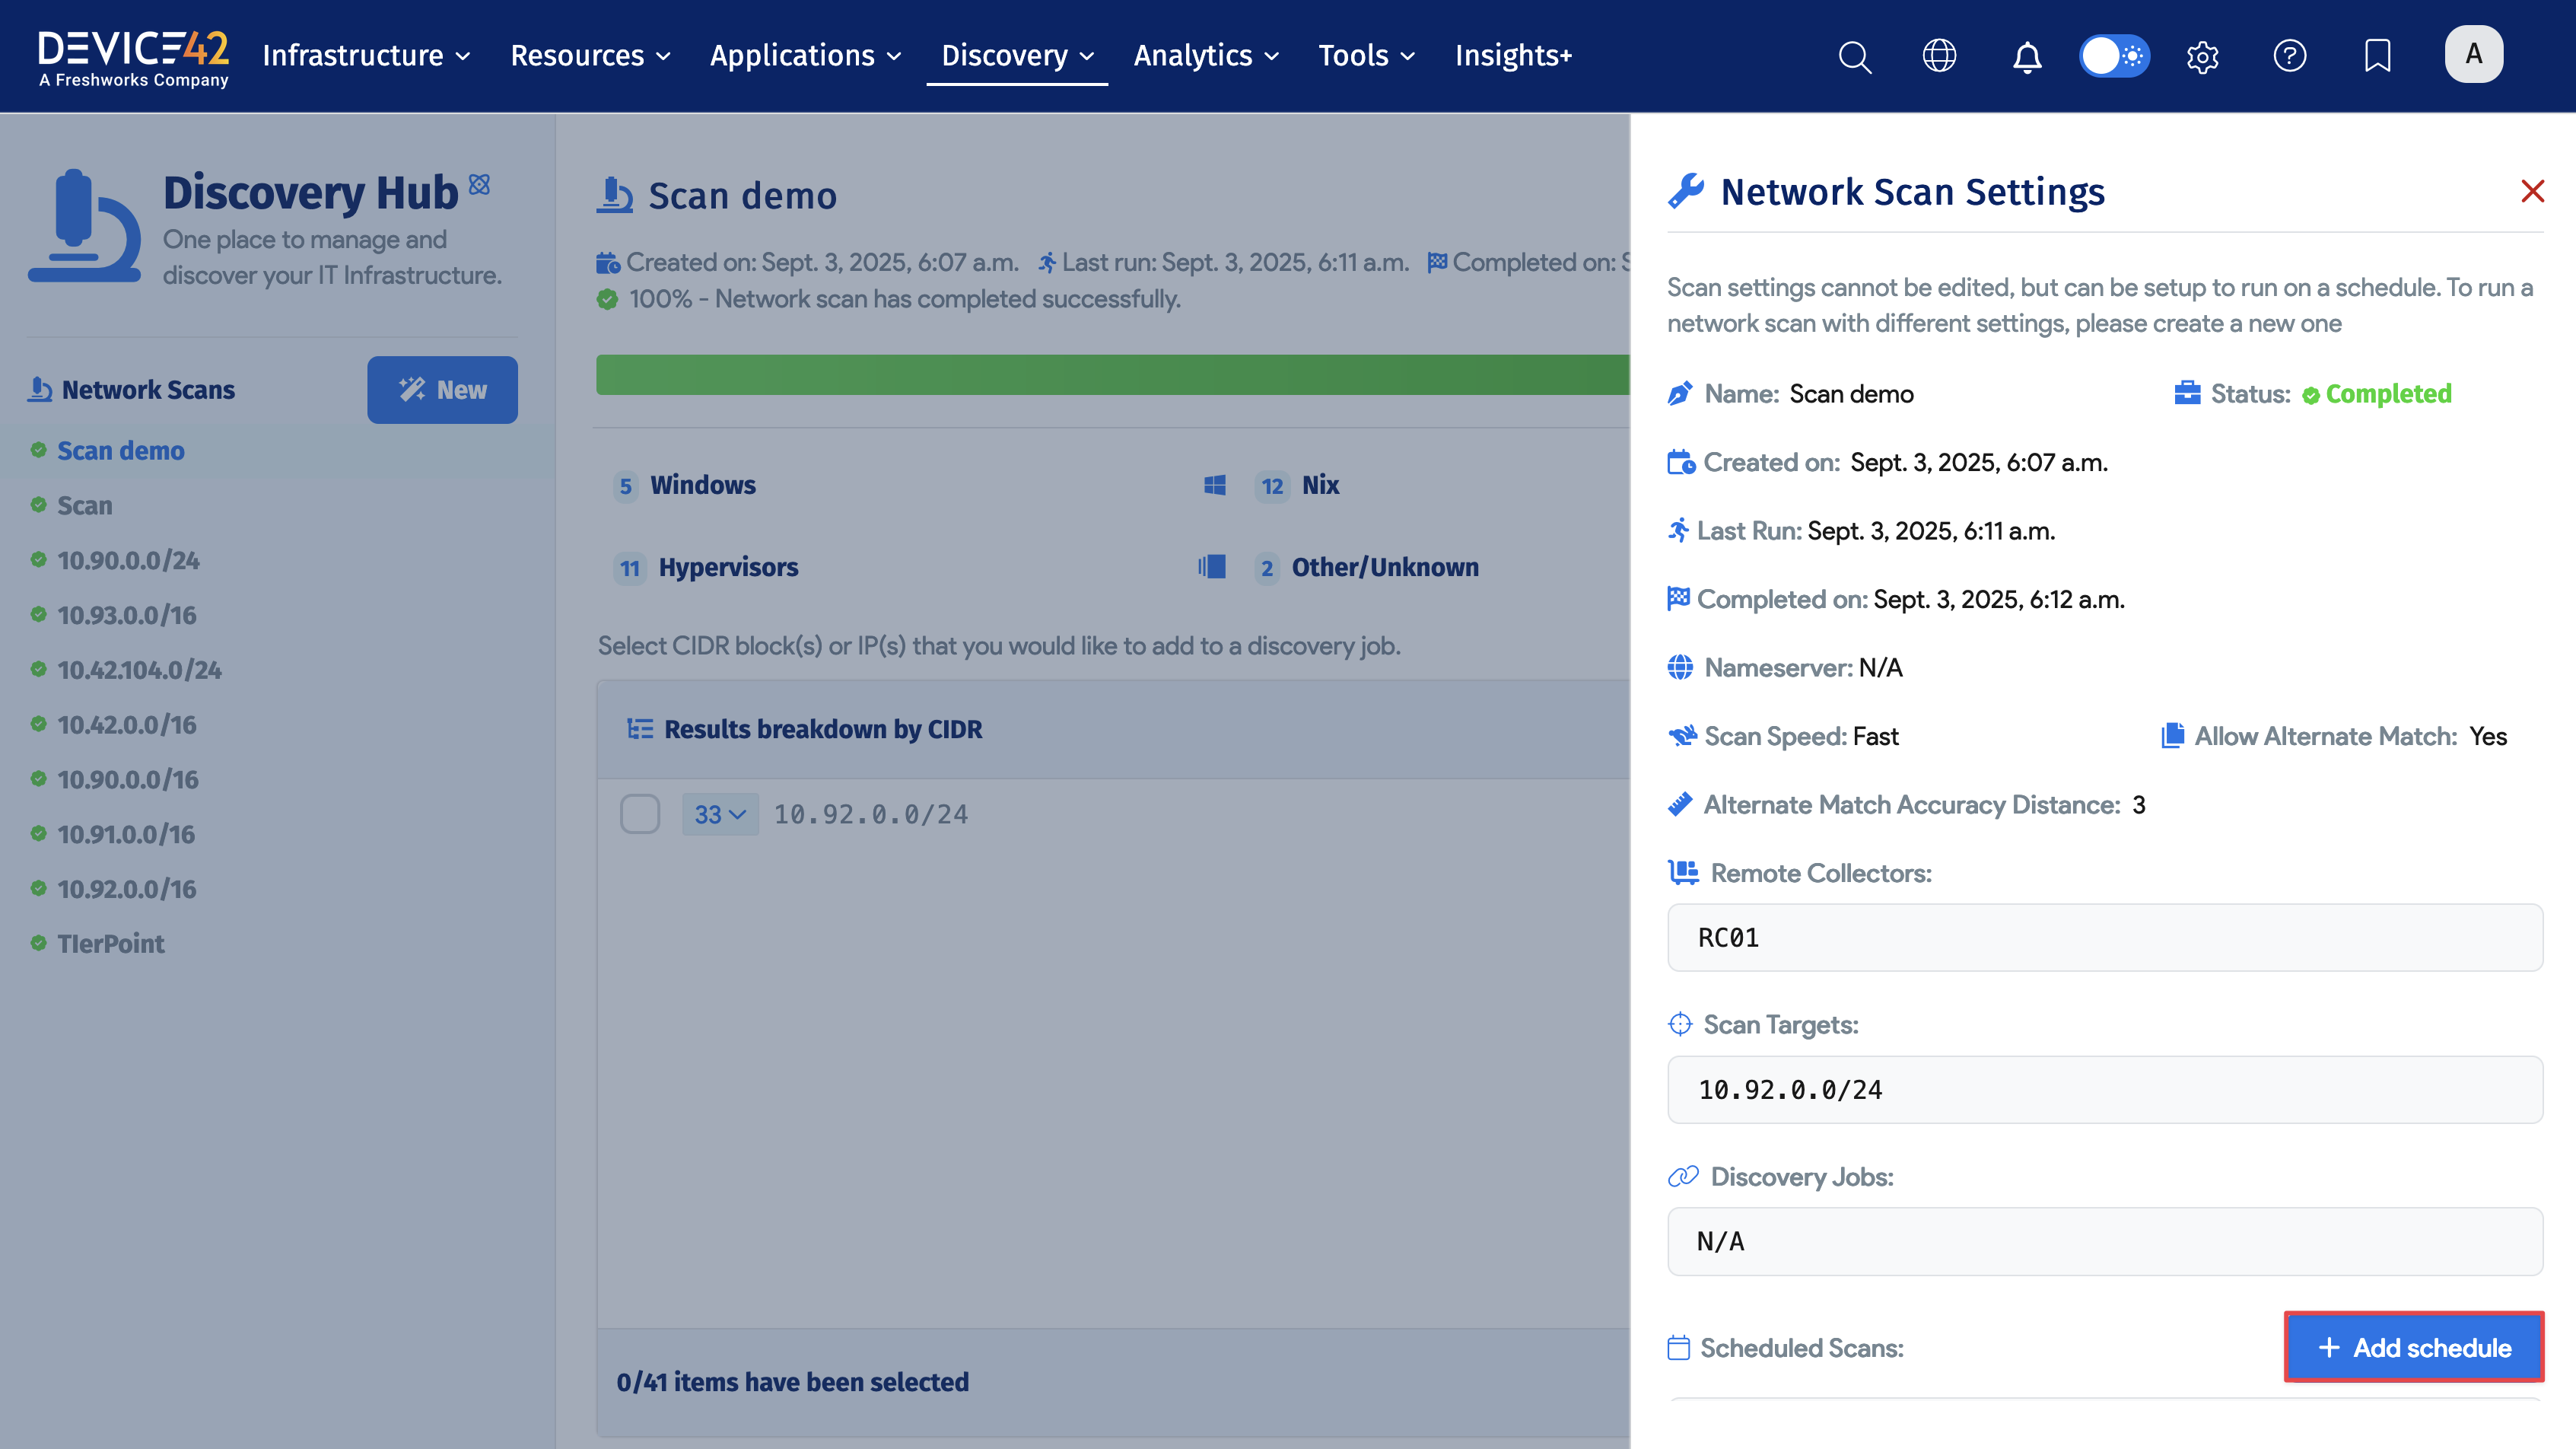 DEVICE42
A Freshworks Company
Infrastructure
Resources
Applications
Discovery
Analytics
Tools
Insights+
A
Discovery Hub
One place to manage and
discover your IT Infrastructure.
Network Scans
New
Scan demo
Scan
10.90.0.0/24
10.93.0.0/16
10.42.104.0/24
10.42.0.0/16
10.90.0.0/16
10.91.0.0/16
10.92.0.0/16
TIerPoint
Scan demo
Created on: Sept. 3, 2025, 6:07 a.m. Last run: Sept. 3, 2025, 6:11 a.m. Completed on:
100% - Network scan has completed successfully.
5 Windows
12 Nix
11 Hypervisors
2 Other/Unknown
Select CIDR block(s) or IP(s) that you would like to add to a discovery job.
Results breakdown by CIDR
33 10.92.0.0/24
0/41 items have been selected
Network Scan Settings
Scan settings cannot be edited, but can be setup to run on a schedule. To run a
network scan with different settings, please create a new one
Name: Scan demo
Status: Completed
Created on: Sept. 3, 2025, 6:07 a.m.
Last Run: Sept. 3, 2025, 6:11 a.m.
Completed on: Sept. 3, 2025, 6:12 a.m.
Nameserver: N/A
Scan Speed: Fast
Allow Alternate Match: Yes
Alternate Match Accuracy Distance: 3
Remote Collectors:
RC01
Scan Targets:
10.92.0.0/24
Discovery Jobs:
N/A
Scheduled Scans:
+ Add schedule